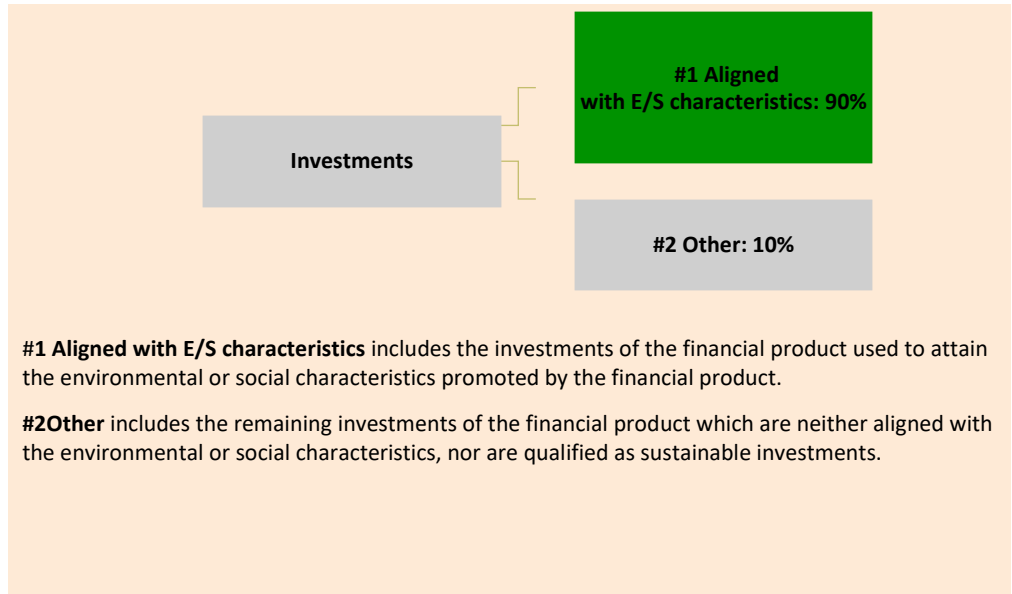 #1 Aligned
with E/S characteristics: 90%
Investments
#2 Other: 10%
#1 Aligned with E/S characteristics includes the investments of the financial product used to attain
the environmental or social characteristics promoted by the financial product.
#2Other includes the remaining investments of the financial product which are neither aligned with
the environmental or social characteristics, nor are qualified as sustainable investments.